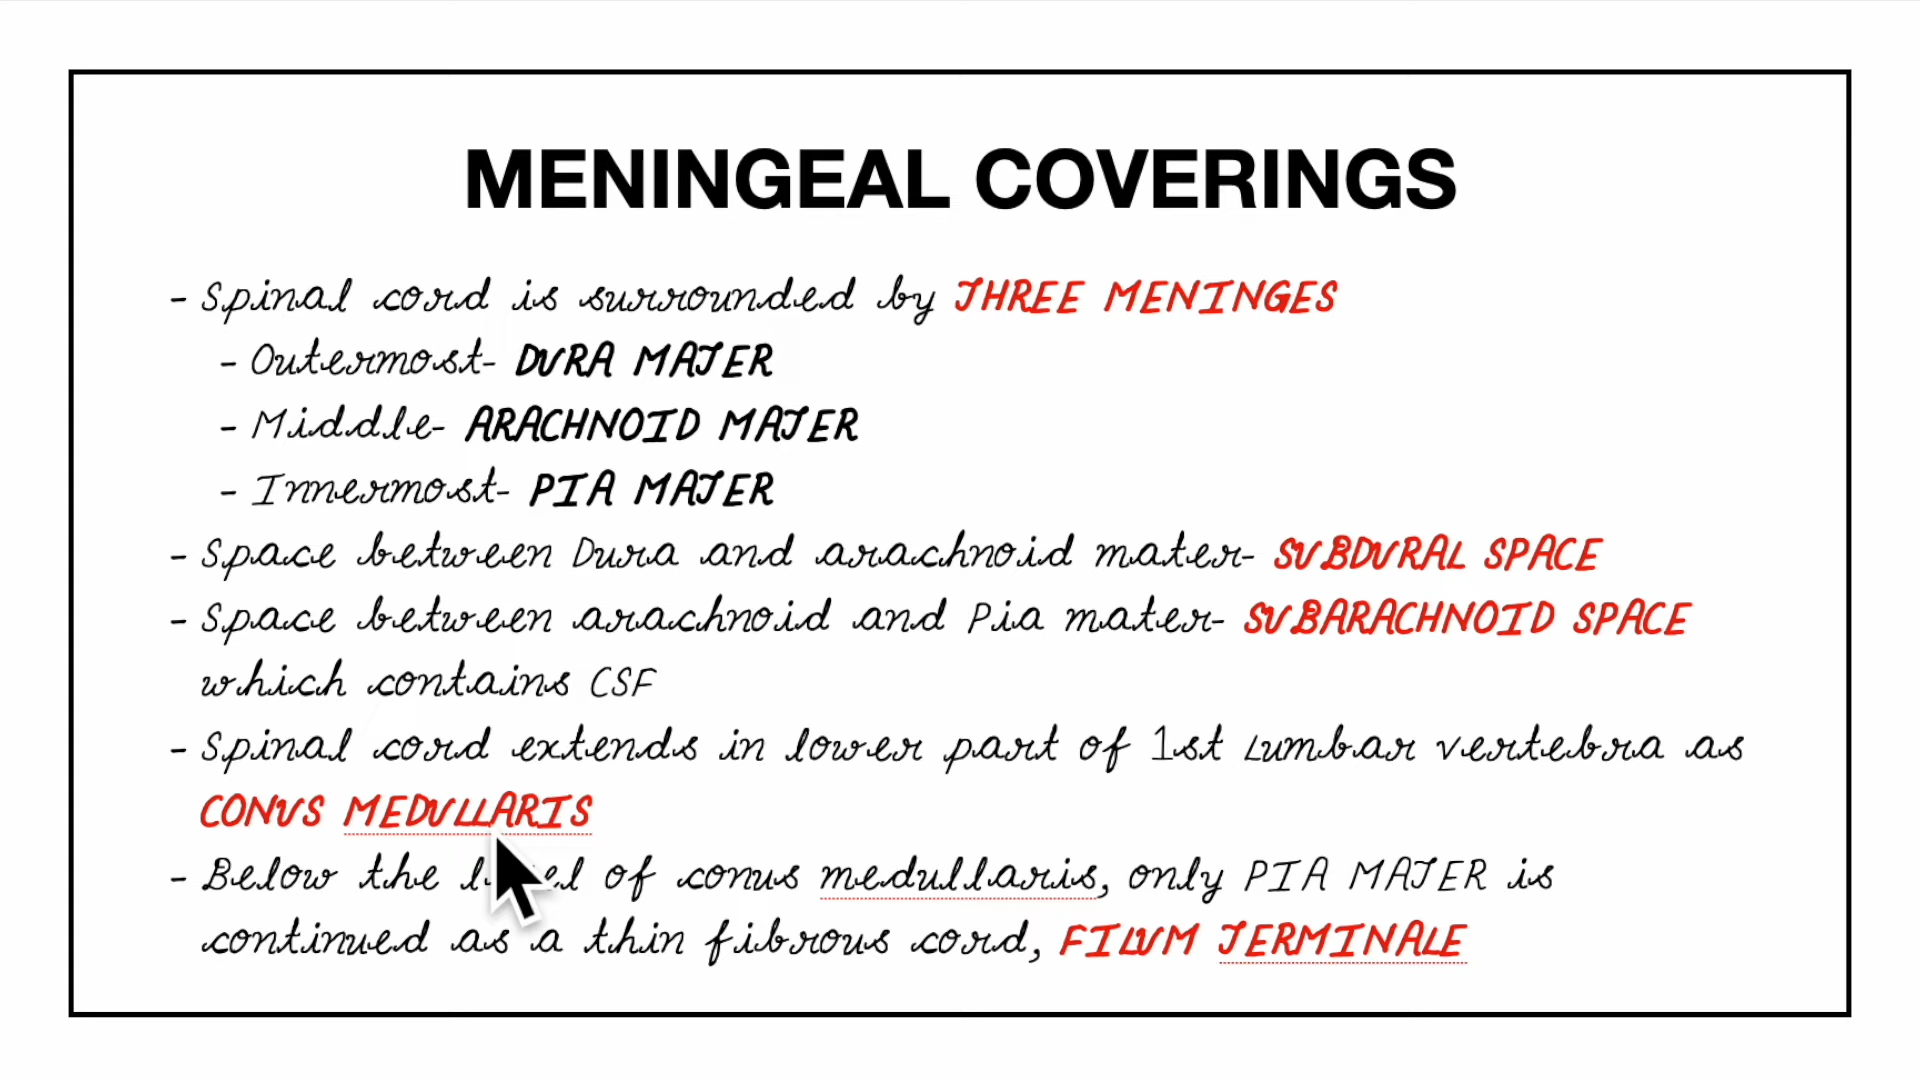 MENINGEAL COVERINGS
- Spinal cord is surrounded by THREE MENINGES
- Outermost- DURA MATER
- Middle- ARACHNOID MATER
- Innermost- PIA MATER
- Space between Dura and arachnoid mater- SUBDURAL SPACE
- Space between arachnoid and Pia mater- SUBARACHNOID SPACE
which contains CSF
- Spinal cord extends in lower part of 1st Lumbar vertebra as
CONUS MEDULLARIS
- Below the level of conus medullaris, only PIA MATER is
continued as a thin fibrous cord, FILUM TERMINALE